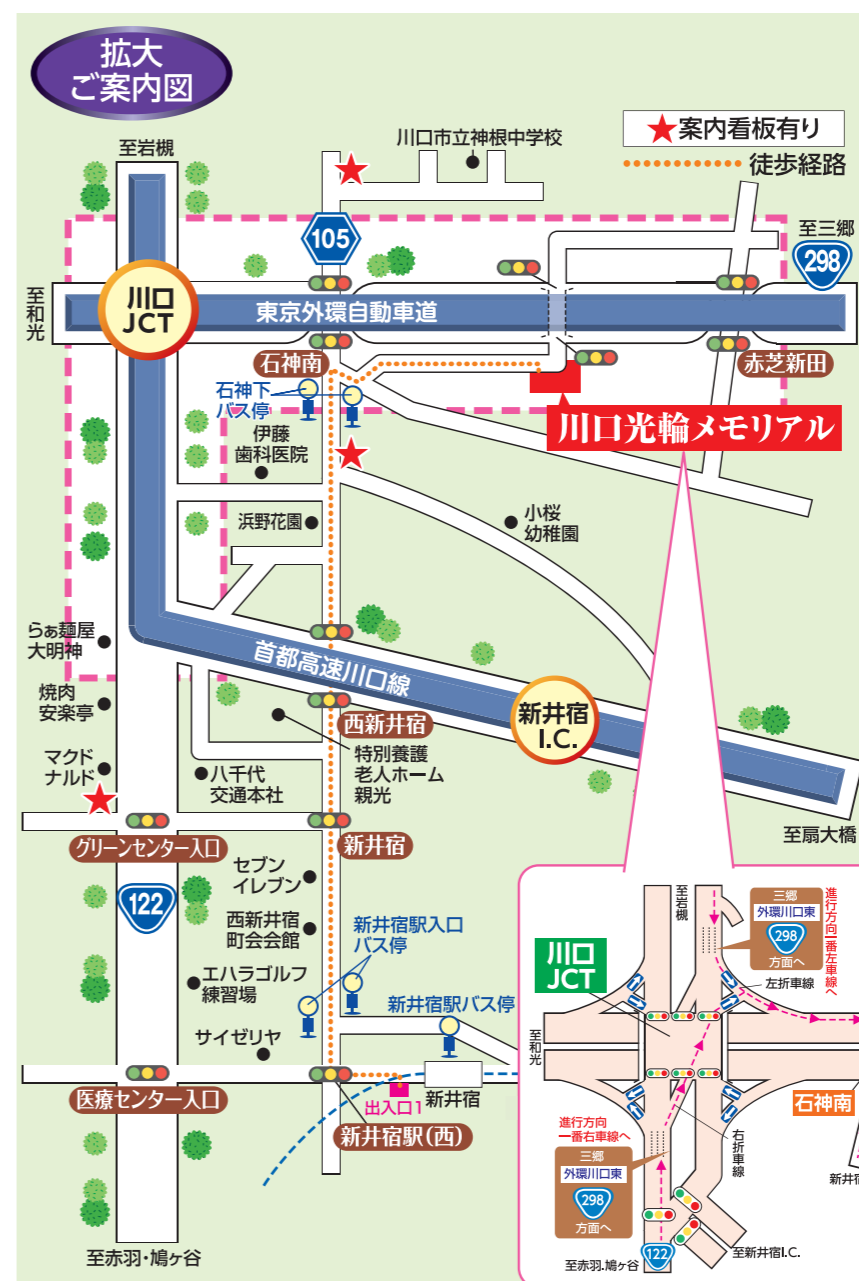 拡大
ご案内図
★案内看板有り
徒歩経路
至岩槻
川口市立神根中学校
105
至三郷
298
至和光
川口
JCT
東京外環自動車道
石神南
赤芝新田
石神下
バス停
川口光輪メモリアル
伊藤
歯科医院
浜野花園
小桜
幼稚園
らぁ麺屋
大明神
首都高速川口線
焼肉
安楽亭
西新井宿
新井宿
I.C.
マクド
ナルド
八千代
交通本社
特別養護
老人ホーム
親光
至扇大橋
グリーンセンター入口
新井宿
122
セブン
イレブン
西新井宿
町会会館
新井宿駅入口
バス停
エハラゴルフ
練習場
新井宿駅バス停
サイゼリヤ
医療センター入口
出入口1
新井宿
新井宿駅(西)
至赤羽・鳩ヶ谷
至岩槻
三郷
外環川口東
298
方面へ
進行方向一番左車線へ
川口
JCT
左折車線
至和光
石神南
進行方向
一番右車線へ
三郷
外環川口東
298
方面へ
右折車線
新井宿
122
至赤羽.鳩ヶ谷
至新井宿I.C.